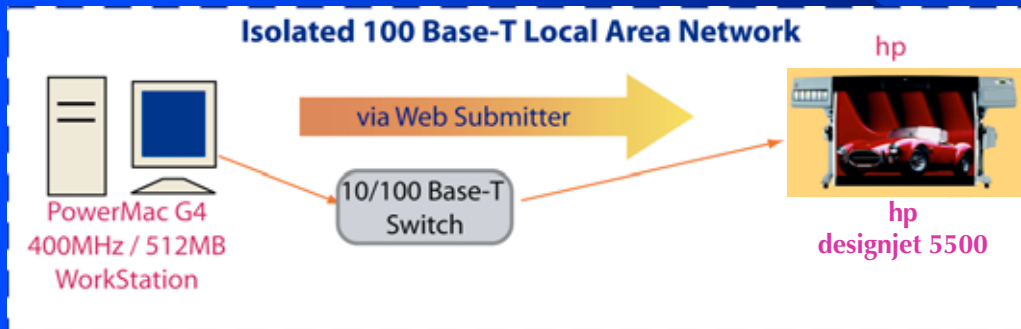 Isolated 100 Base-T Local Area Network
hp
via Web Submitter
10/100 Base-T
Switch
PowerMac G4
400MHz / 512MB
WorkStation
hp
designjet 5500